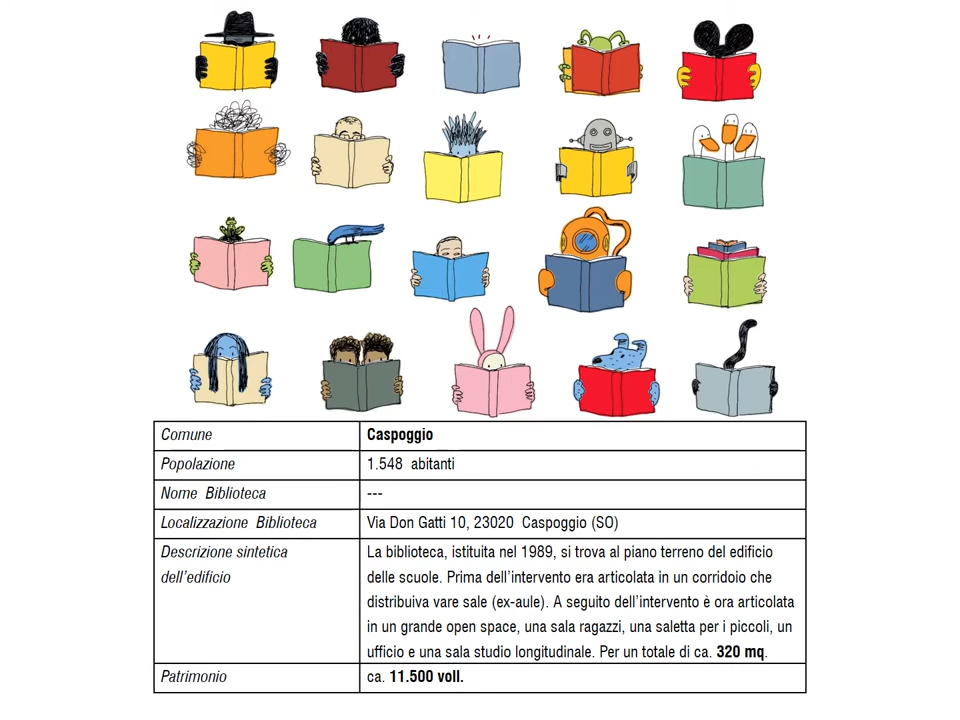 Comune Caspoggio
Popolazione 1.548 abitanti
Nome Biblioteca ---
Localizzazione Biblioteca Via Don Gatti 10, 23020 Caspoggio (SO)
Descrizione sintetica La biblioteca, istituita nel 1989, si trova al piano terreno del edificio
dell'edificio delle scuole. Prima dell'intervento era articolata in un corridoio che
distribuiva vare sale (ex-aule). A seguito dell'intervento è ora articolata
in un grande open space, una sala ragazzi, una saletta per i piccoli, un
ufficio e una sala studio longitudinale. Per un totale di ca. 320 mq.
Patrimonio ca. 11.500 voll.